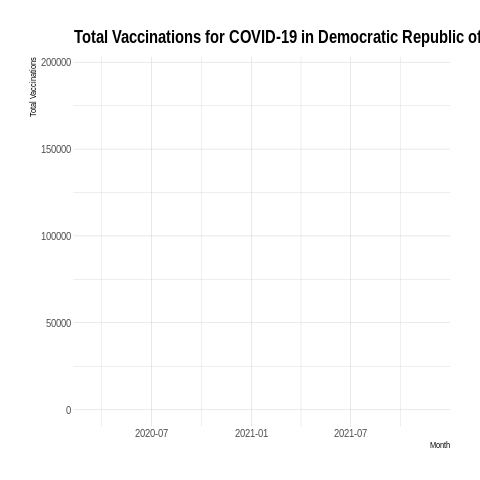 Total Vaccinations for COVID-19 in Democratic Republic of
Total Vaccinations
200000
150000
100000
50000
0
2020-07 2021-01 2021-07
Month